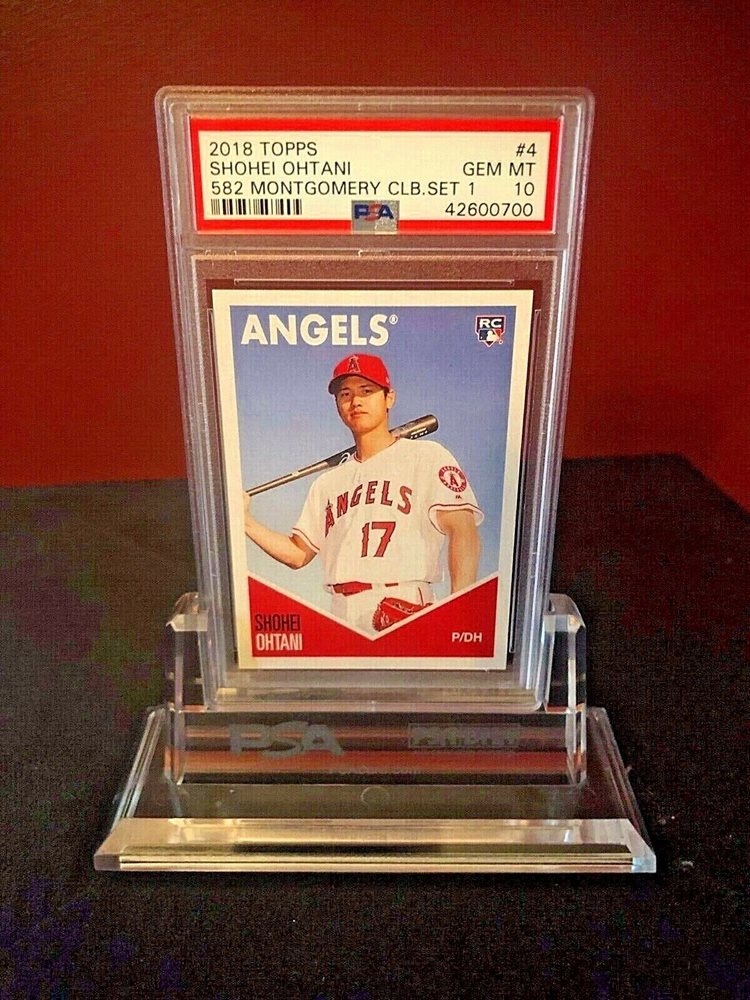 2018 TOPPS #4
SHOHEI OHTANI GEM MT
582 MONTGOMERY CLB.SET 1 10
PSA 42600700
ANGELS®
RC
A
ANGELS
17
A
SHOHEI
OHTANI
P/DH
PSA